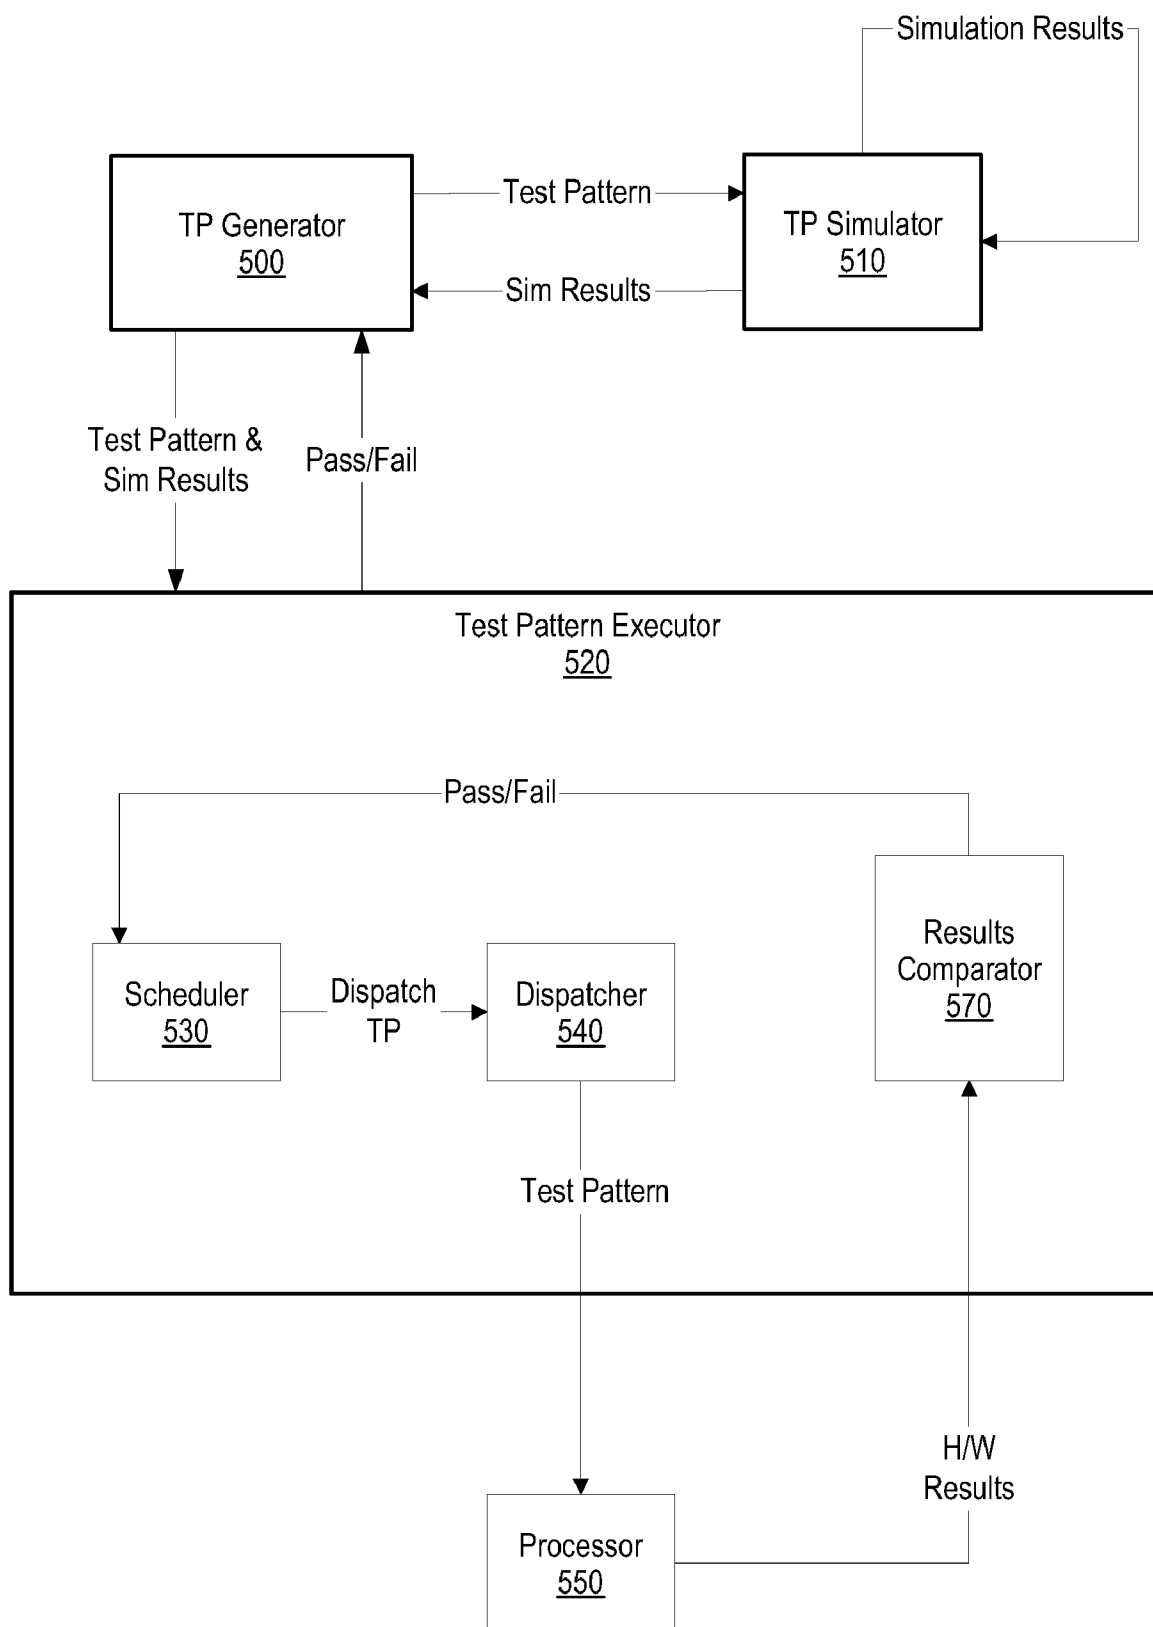 Simulation Results
TP Generator
500
Test Pattern
TP Simulator
510
Sim Results
Test Pattern &
Sim Results
Pass/Fail
Test Pattern Executor
520
Pass/Fail
Scheduler
530
Dispatch
TP
Dispatcher
540
Results
Comparator
570
Test Pattern
H/W
Results
Processor
550